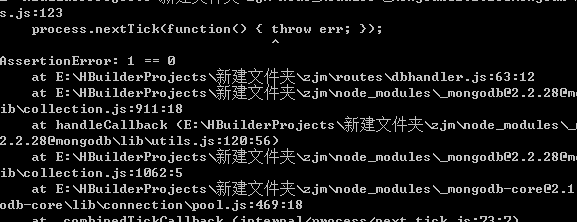 s.js:123
process.nextTick(function() { throw err; });
^
AssertionError: 1 == 0
at E:\HBuilderProjects\新建文件夹\zjm\routes\dbhandler.js:63:12
at E:\HBuilderProjects\新建文件夹\zjm\node_modules\_mongodb@2.2.28@mongodb\l
ib\collection.js:911:18
at handleCallback (E:\HBuilderProjects\新建文件夹\zjm\node_modules\_m
2.2.28@mongodb\lib\utils.js:120:56)
at E:\HBuilderProjects\新建文件夹\zjm\node_modules\_mongodb@2.2.28@
ib\collection.js:1062:5
at E:\HBuilderProjects\新建文件夹\zjm\node_modules\_mongodb-core@2.1
odb-core\lib\connection\pool.js:469:18
at _combinedTickCallback (internal/process/next_tick.js:73:7)